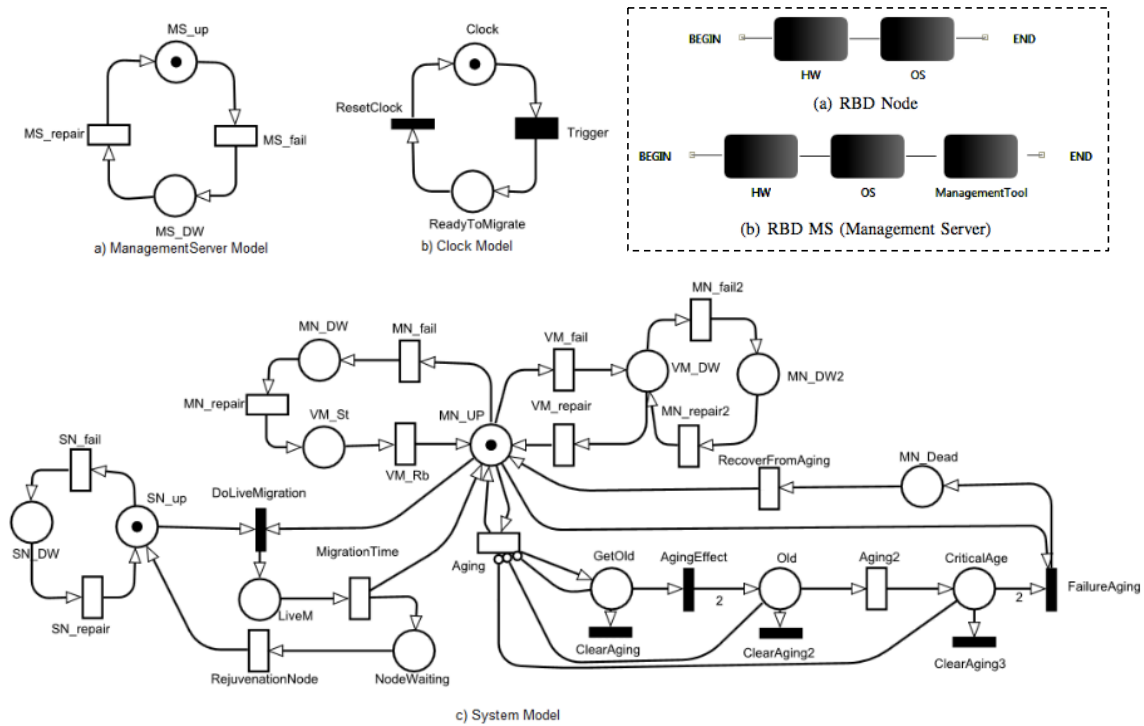 MS_up
MS_repair
MS_fail
MS_DW
a) ManagementServer Model
Clock
ResetClock
Trigger
ReadyToMigrate
b) Clock Model
BEGIN
END
HW
OS
(a) RBD Node
BEGIN
END
HW
OS
ManagementTool
(b) RBD MS (Management Server)
MN_fail2
MN_DW
MN_fail
VM_fail
VM_DW
MN_DW2
MN_repair
VM_St
MN_UP
VM_repair
MN_repair2
SN_fail
VM_Rb
RecoverFromAging
MN_Dead
DoLiveMigration
SN_up
SN_DW
MigrationTime
Aging
GetOld
AgingEffect
Old
Aging2
CriticalAge
2
2
FailureAging
SN_repair
LiveM
ClearAging
ClearAging2
ClearAging3
RejuvenationNode
NodeWaiting
c) System Model